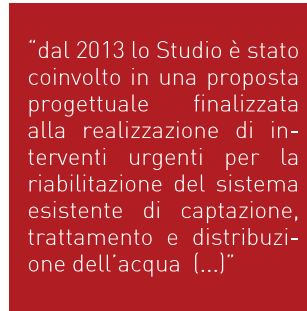 “dal 2013 lo Studio è stato
coinvolto in una proposta
progettuale finalizzata
alla realizzazione di in-
terventi urgenti per la
riabilitazione del sistema
esistente di captazione,
trattamento e distribuzi-
one dell’acqua (...)”